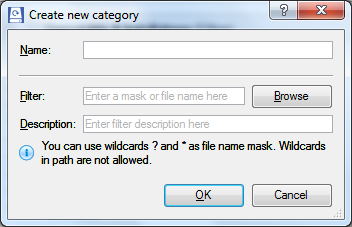 Create new category
?
Name:
Filter:
Enter a mask or file name here
Browse
Description:
Enter filter description here
You can use wildcards ? and * as file name mask. Wildcards
in path are not allowed.
OK
Cancel